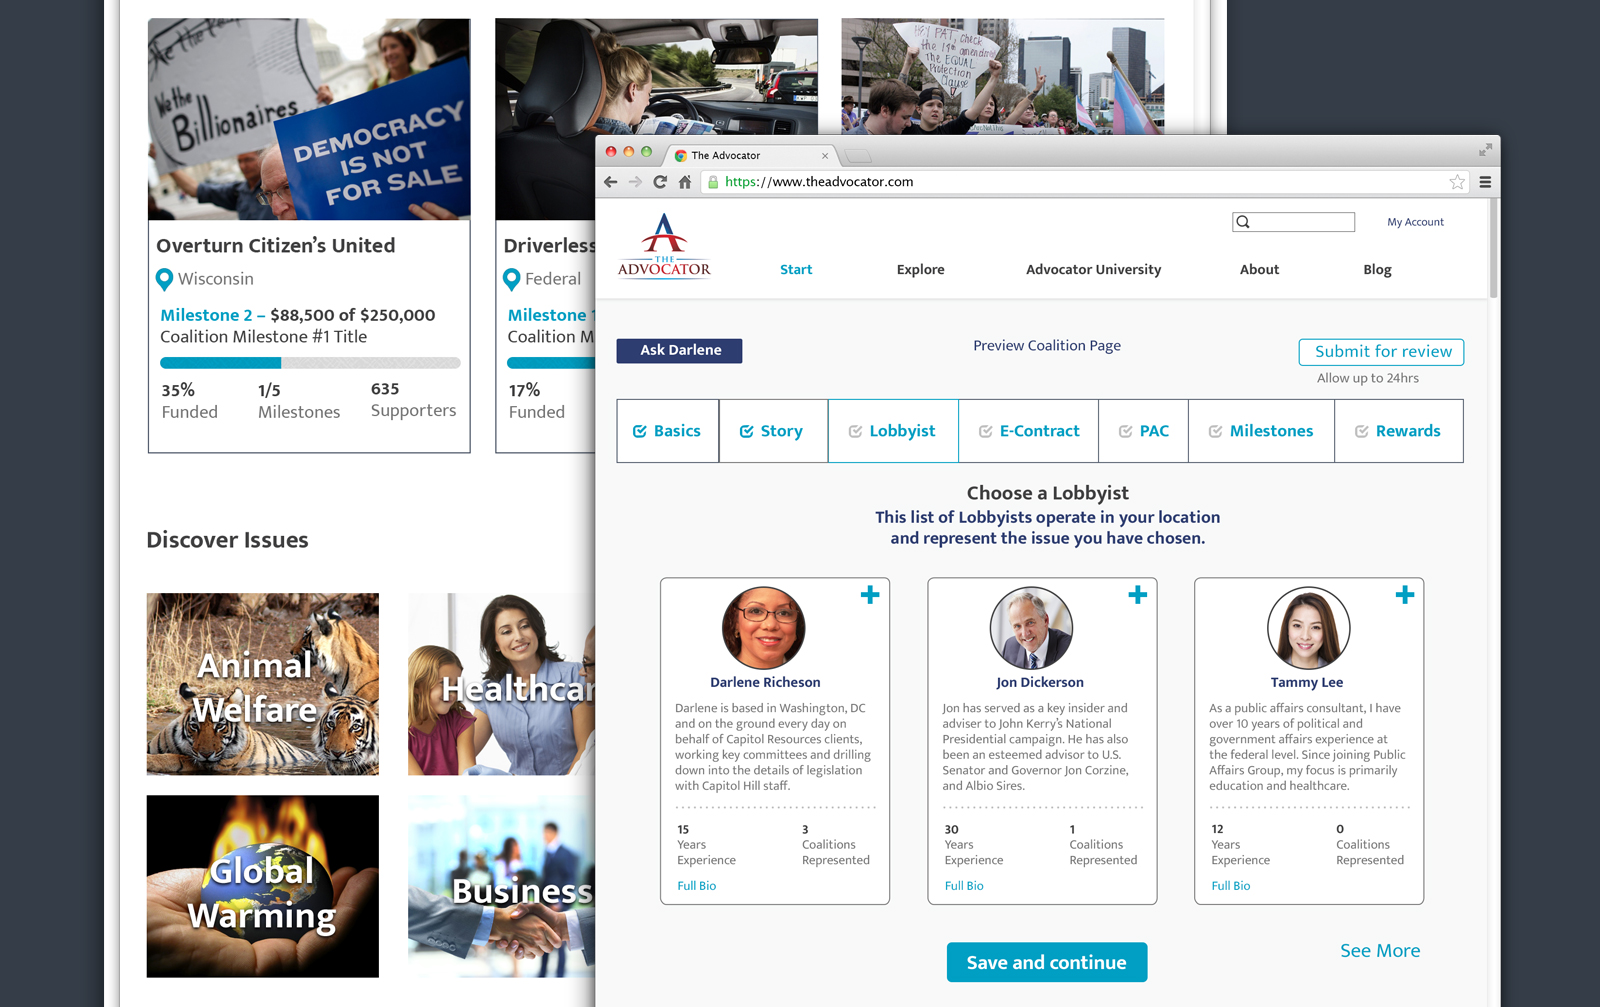 the
We the
Billionaires
DEMOCRACY
IS NOT
FOR SALE
HEY PAT, check
the 14th amendment
The EQUAL
Protection
Clause
Overturn Citizen’s United
Wisconsin
Milestone 2 – $88,500 of $250,000
Coalition Milestone #1 Title
35%
Funded
1/5
Milestones
635
Supporters
Driverless
Federal
Milestone 1
Coalition M
17%
Funded
Discover Issues
Animal
Welfare
Healthcar
Global
Warming
Business
The Advocator
https://www.theadvocator.com
THE
ADVOCATOR
My Account
Start
Explore
Advocator University
About
Blog
Ask Darlene
Preview Coalition Page
Submit for review
Allow up to 24hrs
Basics
Story
Lobbyist
E-Contract
PAC
Milestones
Rewards
Choose a Lobbyist
This list of Lobbyists operate in your location
and represent the issue you have chosen.
Darlene Richeson
Darlene is based in Washington, DC
and on the ground every day on
behalf of Capitol Resources clients,
working key committees and drilling
down into the details of legislation
with Capitol Hill staff.
15
Years
Experience
3
Coalitions
Represented
Full Bio
Jon Dickerson
Jon has served as a key insider and
adviser to John Kerry’s National
Presidential campaign. He has also
been an esteemed advisor to U.S.
Senator and Governor Jon Corzine,
and Albio Sires.
30
Years
Experience
1
Coalitions
Represented
Full Bio
Tammy Lee
As a public affairs consultant, I have
over 10 years of political and
government affairs experience at
the federal level. Since joining Public
Affairs Group, my focus is primarily
education and healthcare.
12
Years
Experience
0
Coalitions
Represented
Full Bio
Save and continue
See More